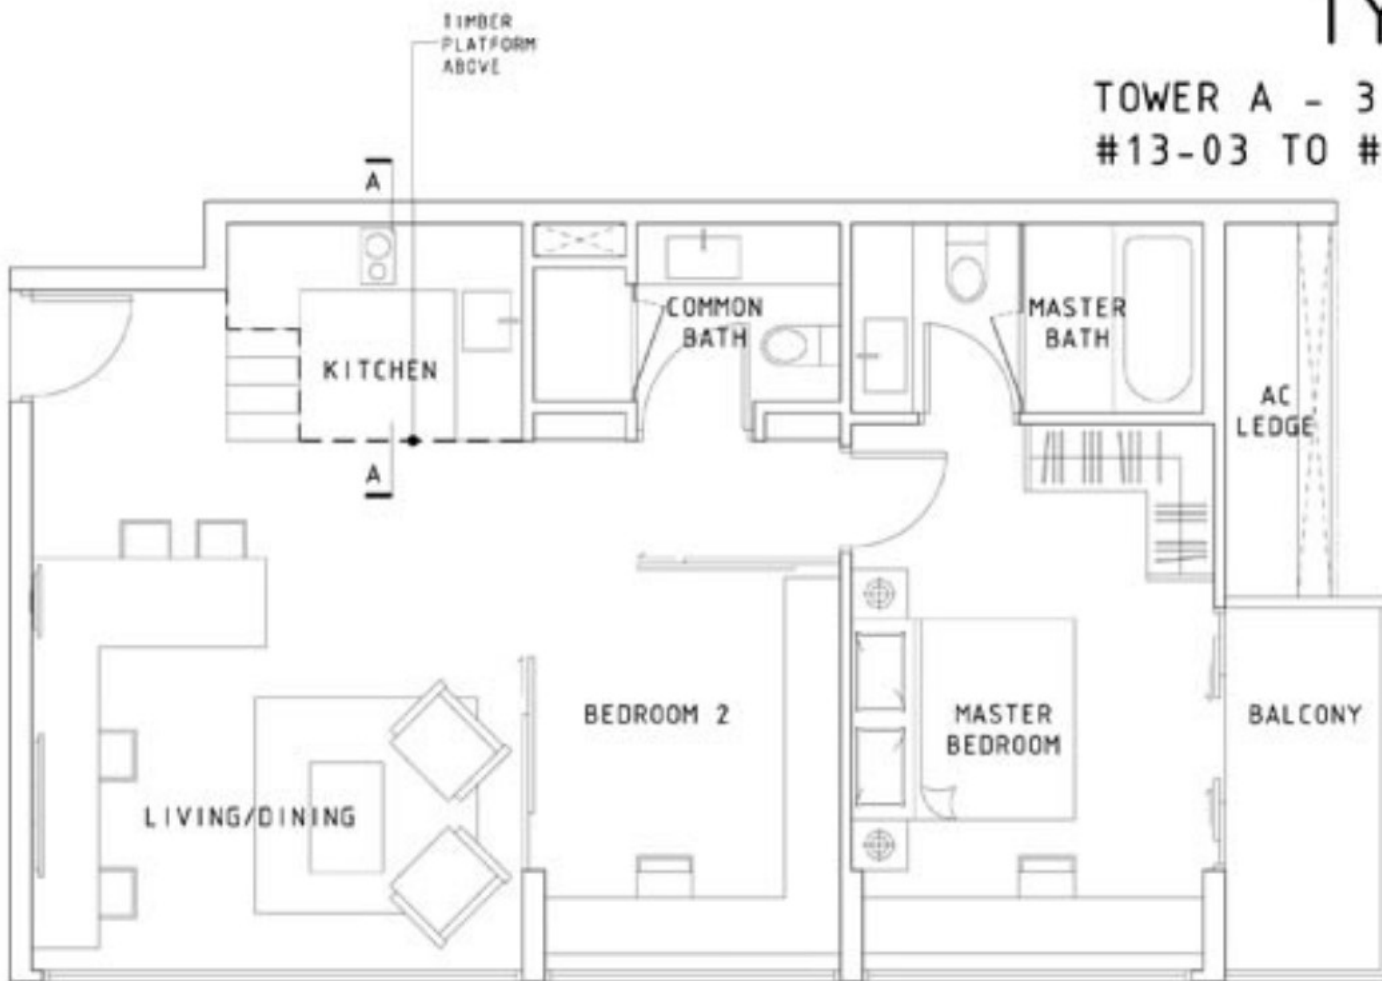 TY
TOWER A - 3
#13-03 TO #
TIMBER
PLATFORM
ABOVE
A
KITCHEN
A
COMMON
BATH
MASTER
BATH
AC
LEDGE
LIVING/DINING
BEDROOM 2
MASTER
BEDROOM
BALCONY